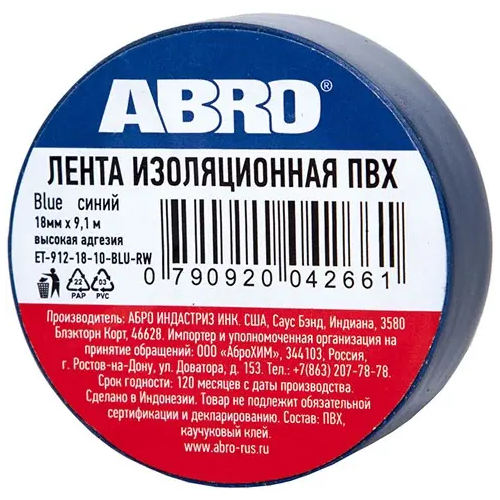 ABRO®
ЛЕНТА ИЗОЛЯЦИОННАЯ ПВХ
Blue синий
18мм x 9,1 м
высокая адгезия
ET-912-18-10-BLU-RW
0 790920 042661
22 03
PAP PVC
Производитель: АБРО ИНДАСТРИЗ ИНК. США, Саус Бэнд, Индиана, 3580
Блэкторн Корт, 46628. Импортер и уполномоченная организация на
принятие обращений: ООО «АброХИМ», 344103, Россия,
г. Ростов-на-Дону, ул. Доватора, д. 153. Тел.:+7(863) 207-78-78.
Срок годности: 120 месяцев с даты производства.
Сделано в Индонезии. Товар не подлежит обязательной
сертификации и декларированию. Состав: ПВХ,
каучуковый клей.
www.abro-rus.ru